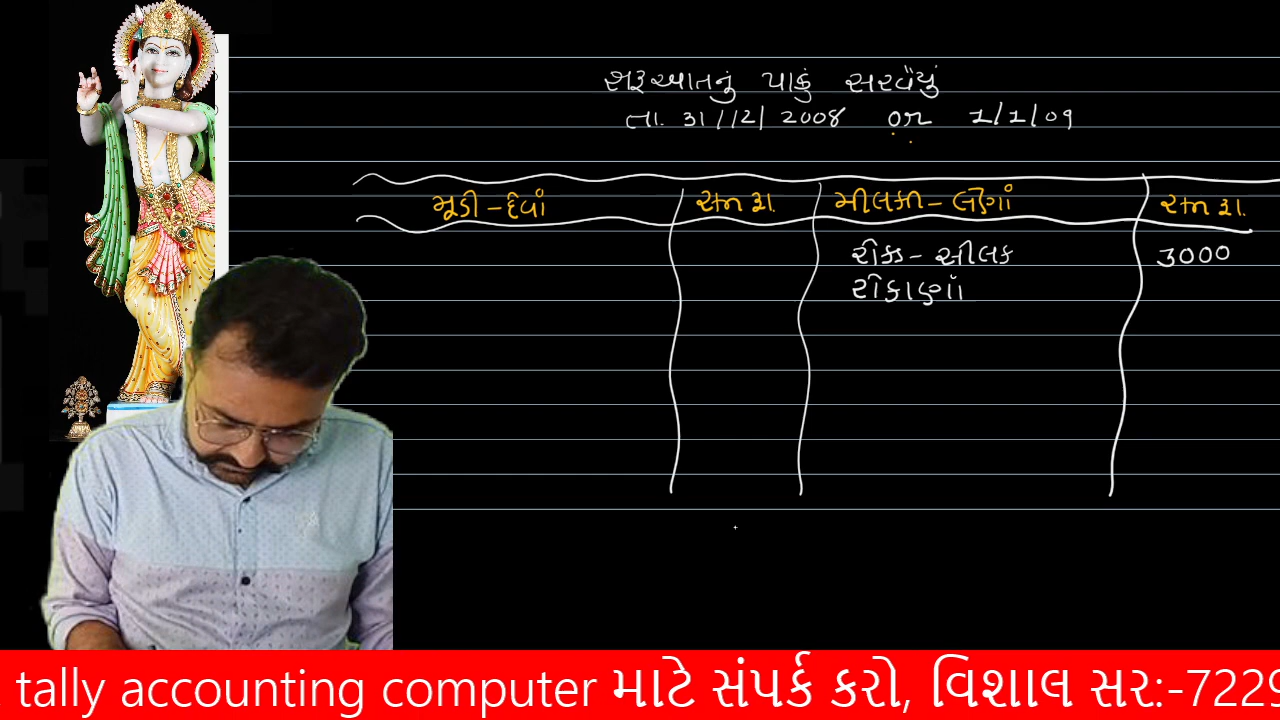 શરૂઆતનું પાકું સરવૈયું
તા. 31/12/2008 or 1/1/09
મૂડી - દેવાં રકમ રૂા. મીલકત - લેણાં રકમ રૂા.
રોકડ - સીલક 3000
રોકાણોં
tally accounting computer માટે સંપર્ક કરો, વિશાલ સર:-7229